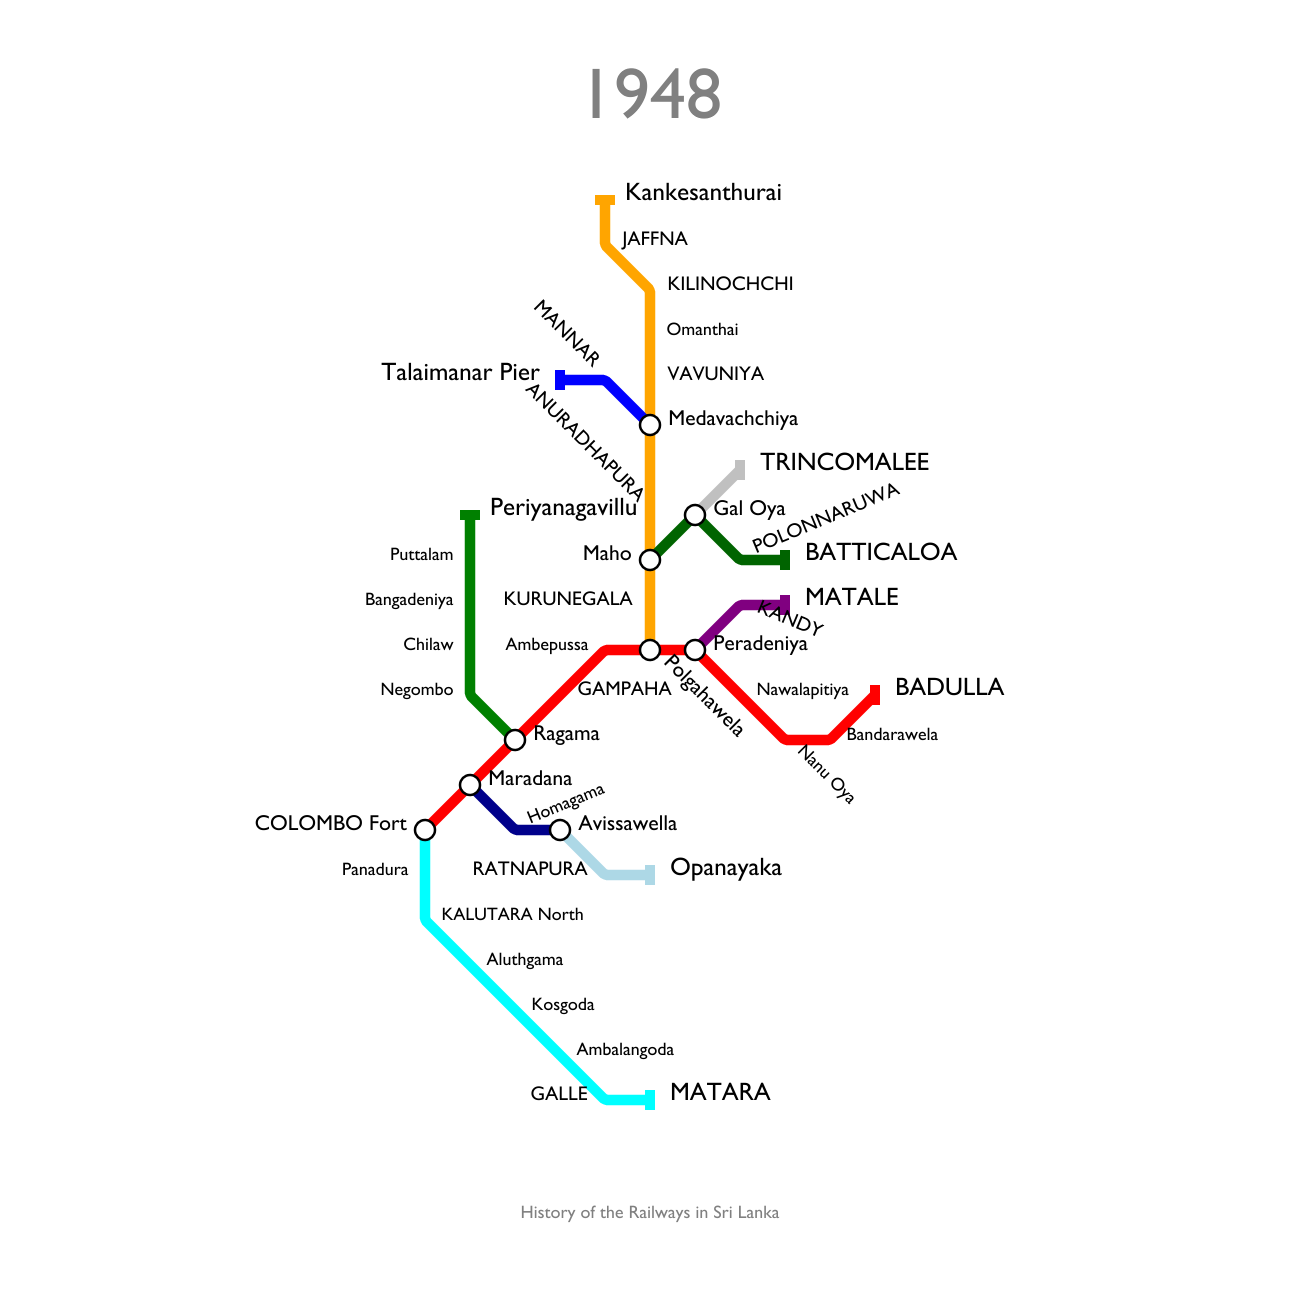 1948
Kankesanthurai
JAFFNA
KILINOCHCHI
MANNAR
Omanthai
Talaimanar Pier
VAVUNIYA
ANURADHAPURA
Medavachchiya
TRINCOMALEE
Periyanagavillu
Gal Oya
POLONNARUWA
Puttalam
Maho
BATTICALOA
Bangadeniya
KURUNEGALA
MATALE
KANDY
Chilaw
Ambepussa
Peradeniya
Polgahawela
Negombo
GAMPAHA
Nawalapitiya
BADULLA
Ragama
Bandarawela
Nanu Oya
Maradana
Homagama
COLOMBO Fort
Avissawella
Panadura
RATNAPURA
Opanayaka
KALUTARA North
Aluthgama
Kosgoda
Ambalangoda
GALLE
MATARA
History of the Railways in Sri Lanka